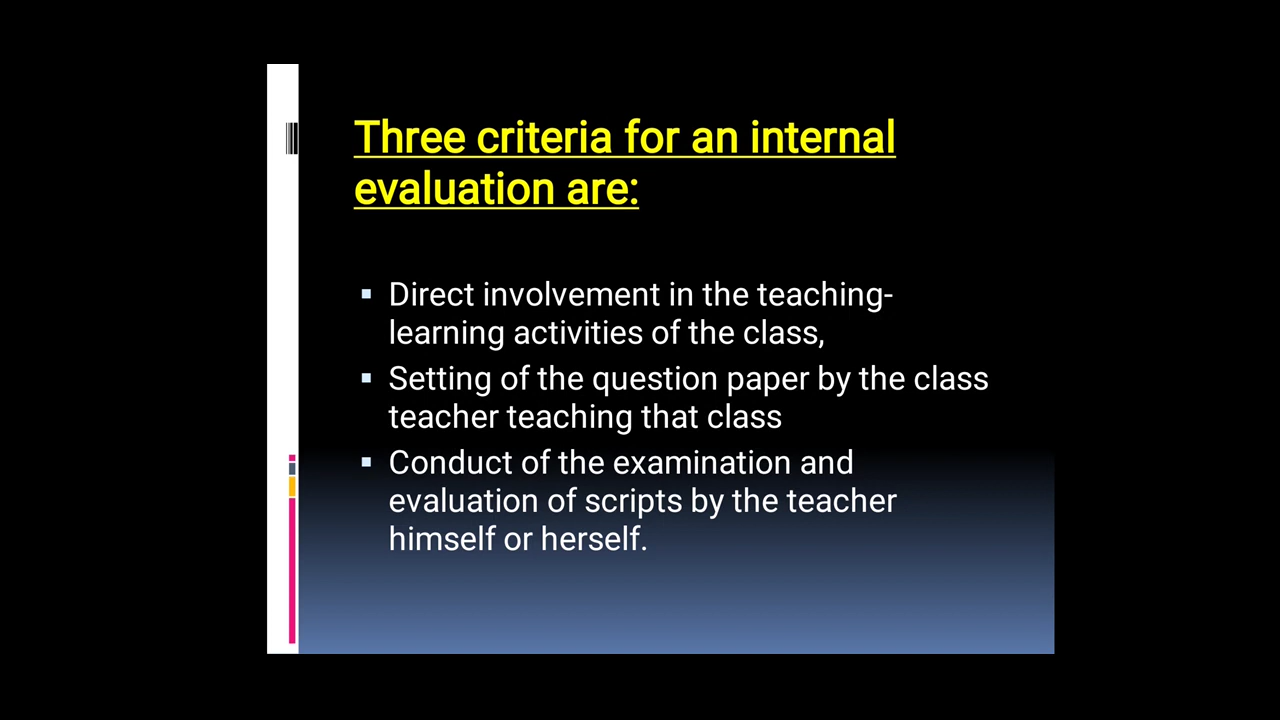 Three criteria for an internal
evaluation are:
Direct involvement in the teaching-
learning activities of the class,
Setting of the question paper by the class
teacher teaching that class
Conduct of the examination and
evaluation of scripts by the teacher
himself or herself.